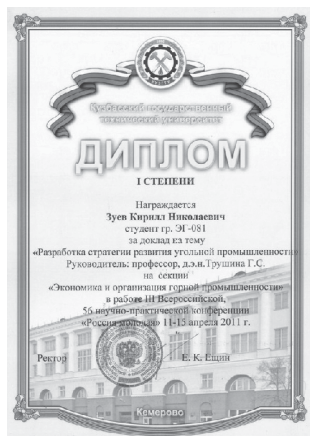 Кузбасский государственный
технический университет
ДИПЛОМ
I СТЕПЕНИ
Награждается
Зуев Кирилл Николаевич
студент гр. ЭГ-081
за доклад на тему
«Разработка стратегии развития угольной промышленности»
Руководитель: профессор, д.э.н.Трушина Г.С.
на секции
«Экономика и организация горной промышленности»
в работе III Всероссийской,
56 научно-практической конференции
«Россия молодая» 11-15 апреля 2011 г.
Ректор Е. К. Ещин
Кемерово